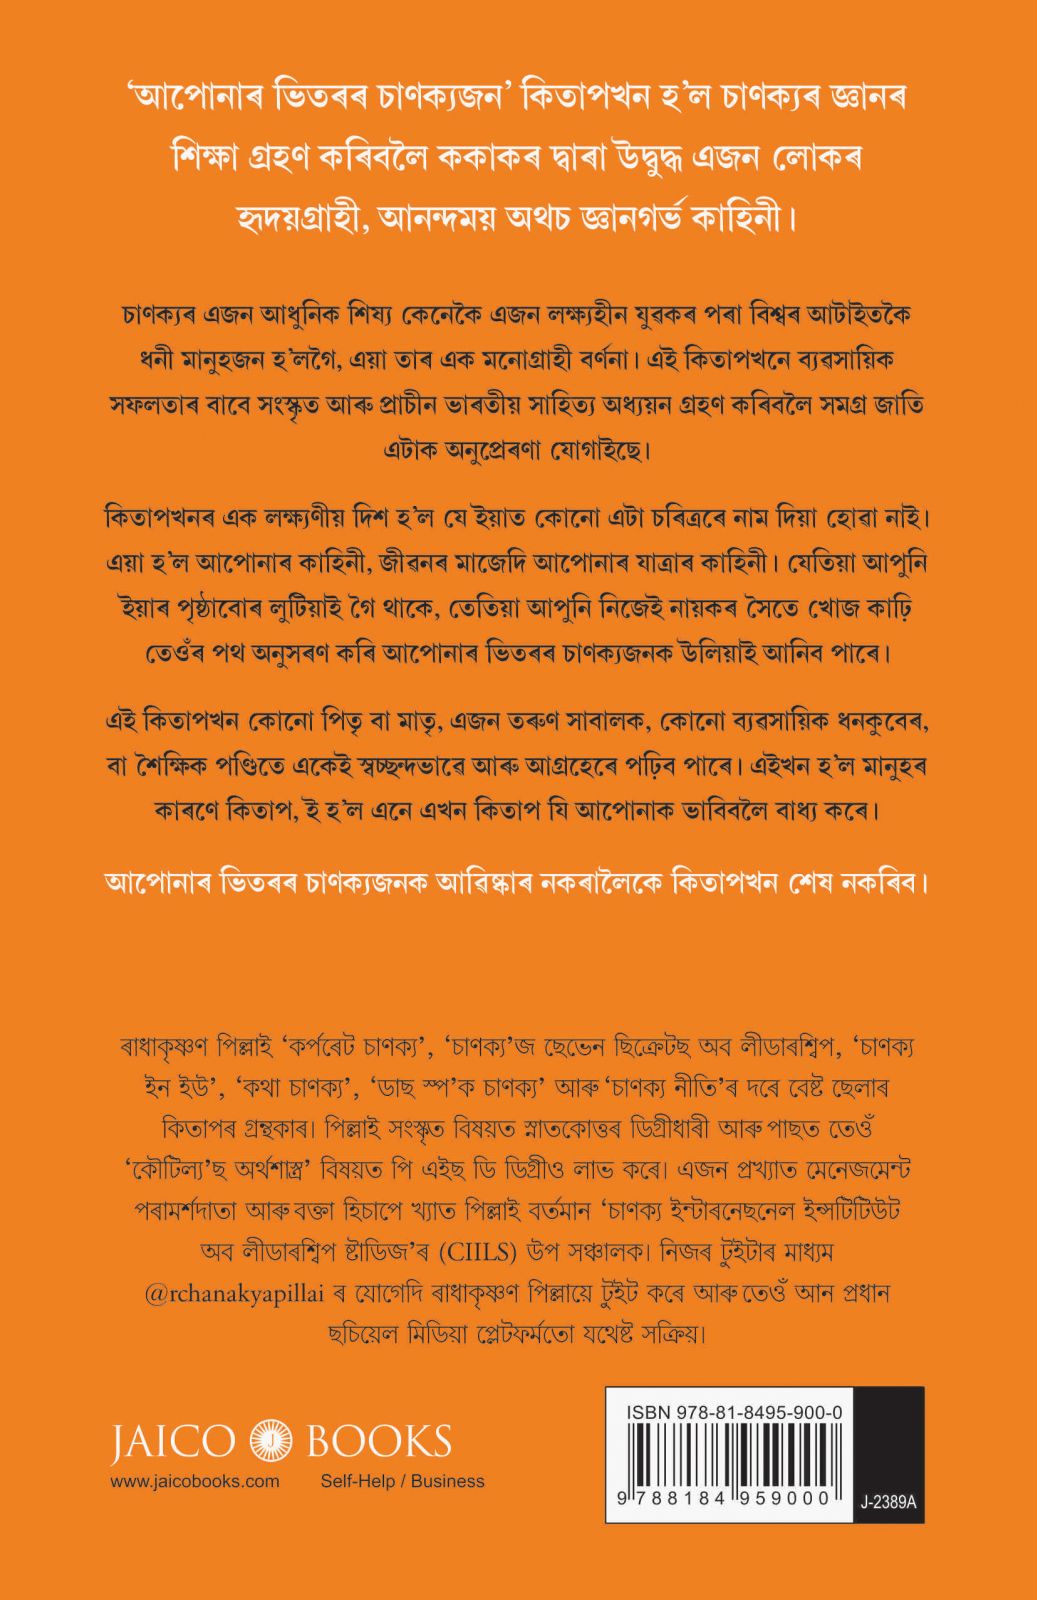 ‘আপোনাৰ ভিতৰৰ চাণক্যজন’ কিতাপখন হ’ল চাণক্যৰ জ্ঞানৰ
শিক্ষা গ্ৰহণ কৰিবলৈ ককাকৰ দ্বাৰা উদ্বুদ্ধ এজন লোকৰ
হৃদয়গ্ৰাহী, আনন্দময় অথচ জ্ঞানগৰ্ভ কাহিনী।
চাণক্যৰ এজন আধুনিক শিষ্য কেনেকৈ এজন লক্ষ্যহীন যুৱকৰ পৰা বিশ্বৰ আটাইতকৈ
ধনী মানুহজন হ’লগৈ, এয়া তাৰ এক মনোগ্ৰাহী বৰ্ণনা। এই কিতাপখনে ব্যৱসায়িক
সফলতাৰ বাবে সংস্কৃত আৰু প্ৰাচীন ভাৰতীয় সাহিত্য অধ্যয়ন গ্ৰহণ কৰিবলৈ সমগ্ৰ জাতি
এটাক অনুপ্ৰেৰণা যোগাইছে।
কিতাপখনৰ এক লক্ষ্যণীয় দিশ হ’ল যে ইয়াত কোনো এটা চৰিত্ৰৰে নাম দিয়া হোৱা নাই।
এয়া হ’ল আপোনাৰ কাহিনী, জীৱনৰ মাজেদি আপোনাৰ যাত্ৰাৰ কাহিনী। যেতিয়া আপুনি
ইয়াৰ পৃষ্ঠাবোৰ লুটিয়াই গৈ থাকে, তেতিয়া আপুনি নিজেই নায়কৰ সৈতে খোজ কাঢ়ি
তেওঁৰ পথ অনুসৰণ কৰি আপোনাৰ ভিতৰৰ চাণক্যজনক উলিয়াই আনিব পাৰে।
এই কিতাপখন কোনো পিতৃ বা মাতৃ, এজন তৰুণ সাবালক, কোনো ব্যৱসায়িক ধনকুবেৰ,
বা শৈক্ষিক পণ্ডিতে একেই স্বচ্ছন্দভাৱে আৰু আগ্ৰহেৰে পঢ়িব পাৰে। এইখন হ’ল মানুহৰ
কাৰণে কিতাপ, ই হ’ল এনে এখন কিতাপ যি আপোনাক ভাবিবলৈ বাধ্য কৰে।
আপোনাৰ ভিতৰৰ চাণক্যজনক আৱিষ্কাৰ নকৰালৈকে কিতাপখন শেষ নকৰিব।
ৰাধাকৃষ্ণণ পিল্লাই ‘কৰ্পৰেট চাণক্য’, ‘চাণক্য’জ ছেভেন ছিক্ৰেটছ অব লীডাৰশ্বিপ, ‘চাণক্য
ইন ইউ’, ‘কথা চাণক্য’, ‘ডাছ স্প’ক চাণক্য’ আৰু ‘চাণক্য নীতি’ৰ দৰে বেষ্ট ছেলাৰ
কিতাপৰ গ্ৰন্থকাৰ। পিল্লাই সংস্কৃত বিষয়ত স্নাতকোত্তৰ ডিগ্ৰীধাৰী আৰু পাছত তেওঁ
‘কৌটিল্য’ছ অৰ্থশাস্ত্ৰ’ বিষয়ত পি এইছ ডি ডিগ্ৰীও লাভ কৰে। এজন প্ৰখ্যাত মেনেজমেন্ট
পৰামৰ্শদাতা আৰু বক্তা হিচাপে খ্যাত পিল্লাই বৰ্তমান ‘চাণক্য ইন্টাৰনেছনেল ইন্সটিটিউট
অব লীডাৰশ্বিপ ষ্টাডিজ’ৰ (CIILS) উপ সঞ্চালক। নিজৰ টুইটাৰ মাধ্যম
@rchanakyapillai ৰ যোগেদি ৰাধাকৃষ্ণণ পিল্লায়ে টুইট কৰে আৰু তেওঁ আন প্ৰধান
ছচিয়েল মিডিয়া প্লেটফৰ্মতো যথেষ্ট সক্ৰিয়।
ISBN 978-81-8495-900-0
JAICO J BOOKS
www.jaicobooks.com Self-Help / Business
9 788184 959000
J-2389A